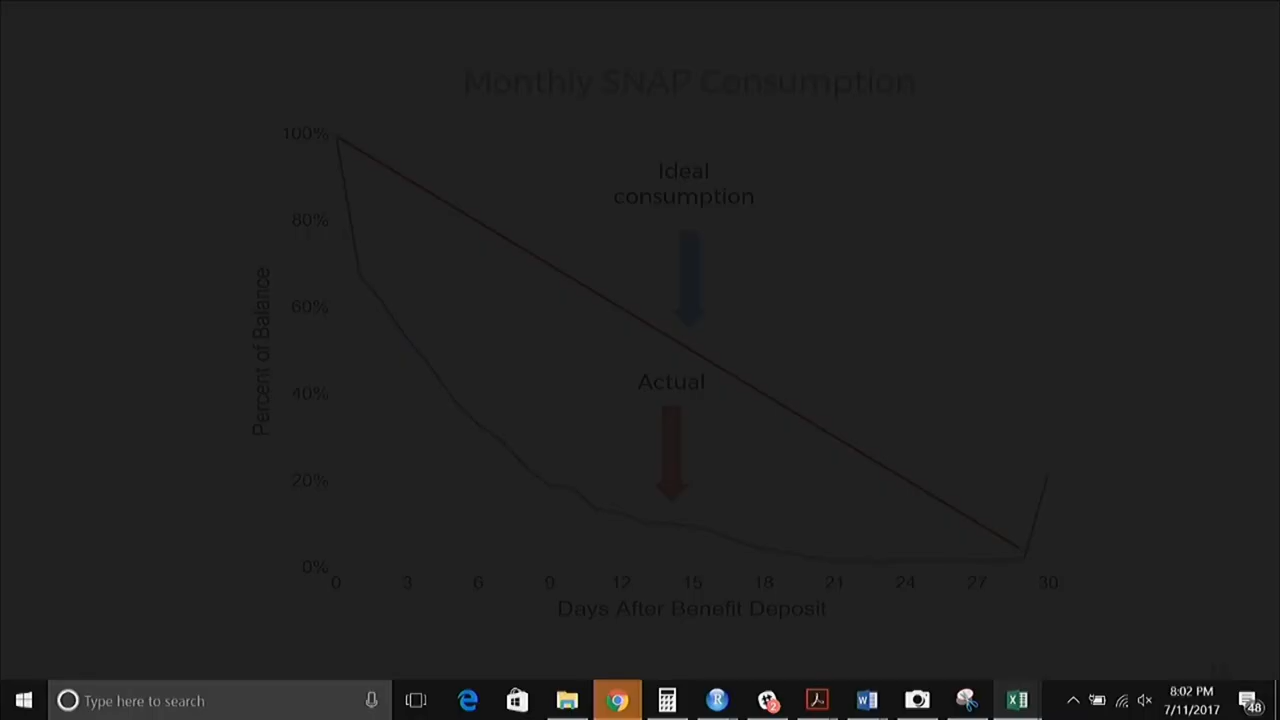 Monthly SNAP Consumption
100%
Ideal
consumption
80%
60%
Percent of Balance
Actual
40%
20%
0%
0 3 6 9 12 15 18 21 24 27 30
Days After Benefit Deposit
Type here to search
2
8:02 PM
7/11/2017
48